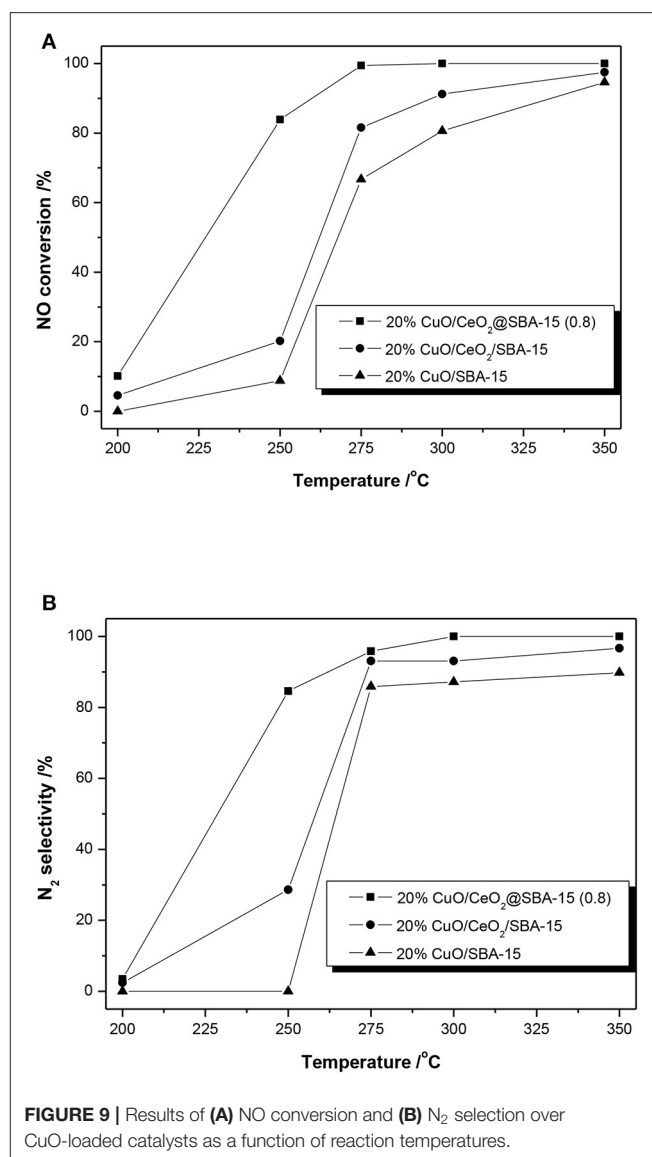 A
NO conversion /%
100
80
60
40
20
0
20% CuO/CeO₂@SBA-15 (0.8)
20% CuO/CeO₂/SBA-15
20% CuO/SBA-15
200 225 250 275 300 325 350
Temperature /°C
B
N₂ selectivity /%
100
80
60
40
20
0
20% CuO/CeO₂@SBA-15 (0.8)
20% CuO/CeO₂/SBA-15
20% CuO/SBA-15
200 225 250 275 300 325 350
Temperature /°C
FIGURE 9 | Results of (A) NO conversion and (B) N₂ selection over
CuO-loaded catalysts as a function of reaction temperatures.